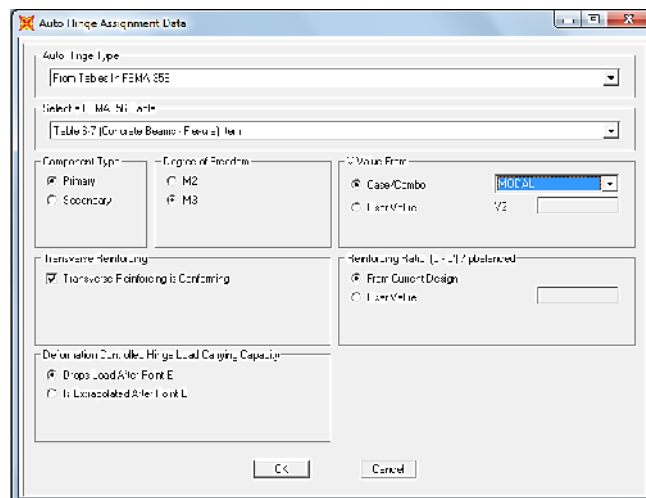 Auto Hinge Assignment Data
Auto Hinge Type
From Tables In FEMA 356
Select a FEMA 356 Table
Table 6-7 (Concrete Beams - Flexure) Item i
Component Type
Primary
Secondary
Degree of Freedom
M2
M3
V Value From
Case/Combo
MODAL
User Value
V2
Transverse Reinforcing
Transverse Reinforcing is Conforming
Reinforcing Ratio (p - p') / pbalanced
From Current Design
User Value
Deformation Controlled Hinge Load Carrying Capacity
Drops Load After Point E
Is Extrapolated After Point E
OK
Cancel